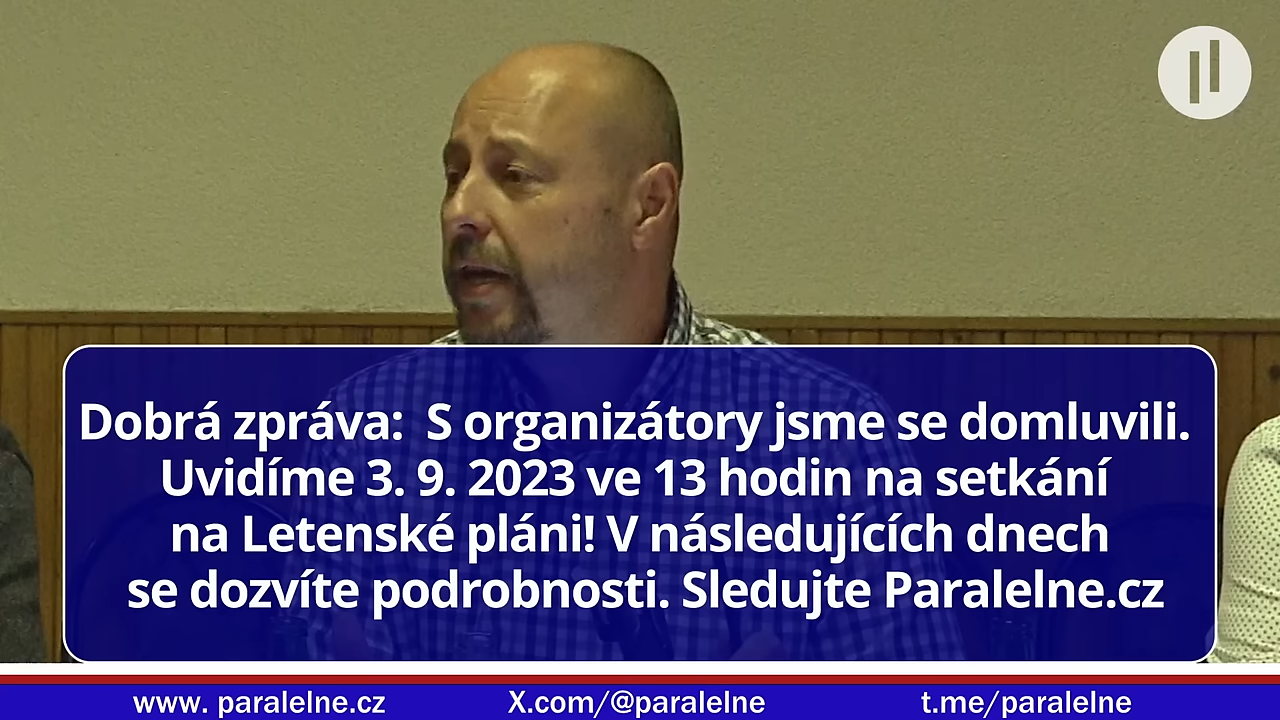 Dobrá zpráva:  S organizátory jsme se domluvili.
Uvidíme 3. 9. 2023 ve 13 hodin na setkání
na Letenské pláni! V následujících dnech
se dozvíte podrobnosti. Sledujte Paralelne.cz
www. paralelne.cz X.com/@paralelne t.me/paralelne